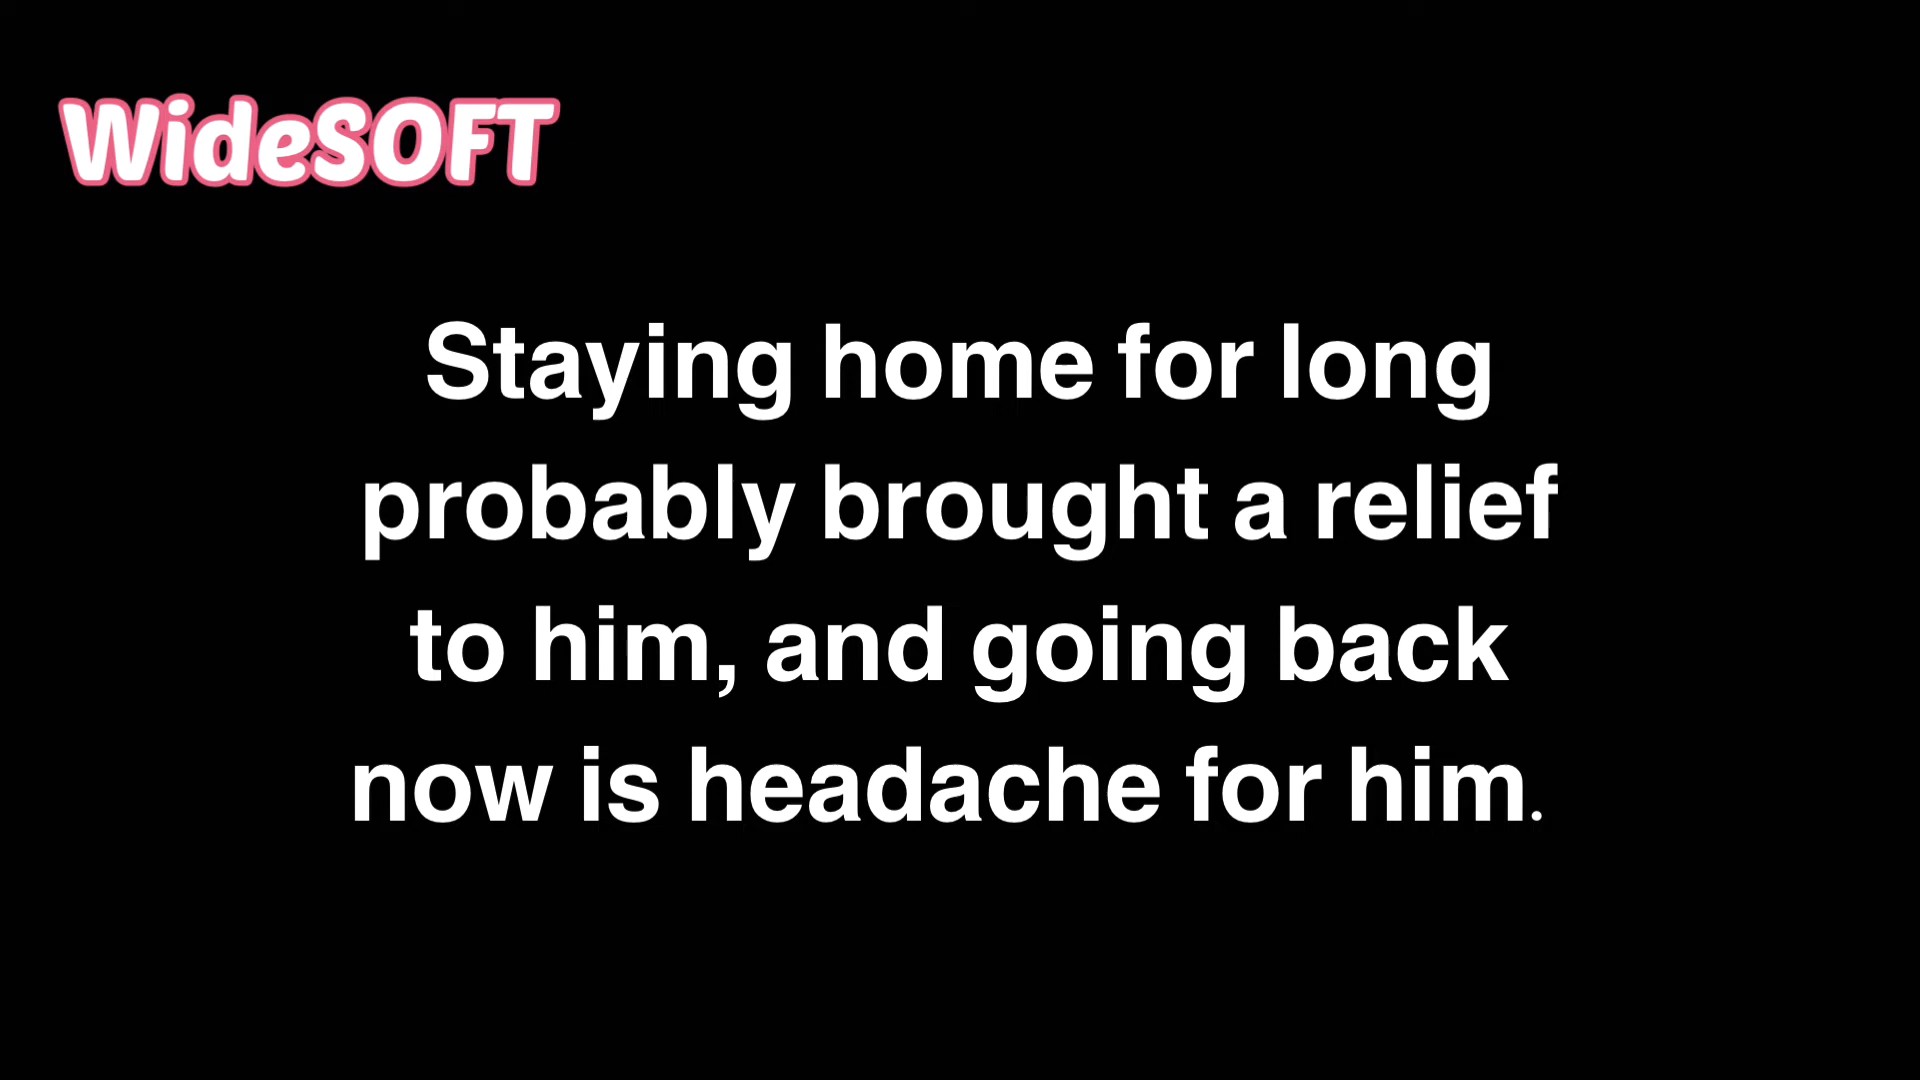 WideSOFT
Staying home for long
probably brought a relief
to him, and going back
now is headache for him.